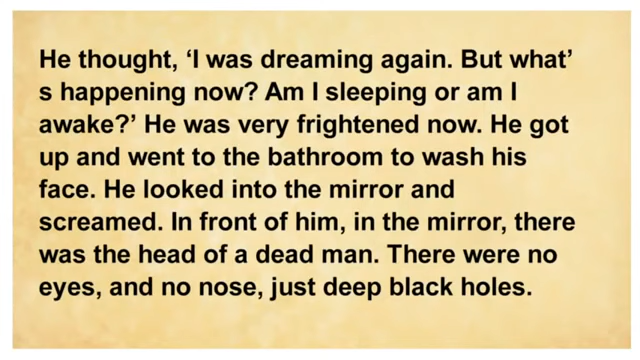 He thought, ‘I was dreaming again. But what’
s happening now? Am I sleeping or am I
awake?’ He was very frightened now. He got
up and went to the bathroom to wash his
face. He looked into the mirror and
screamed. In front of him, in the mirror, there
was the head of a dead man. There were no
eyes, and no nose, just deep black holes.